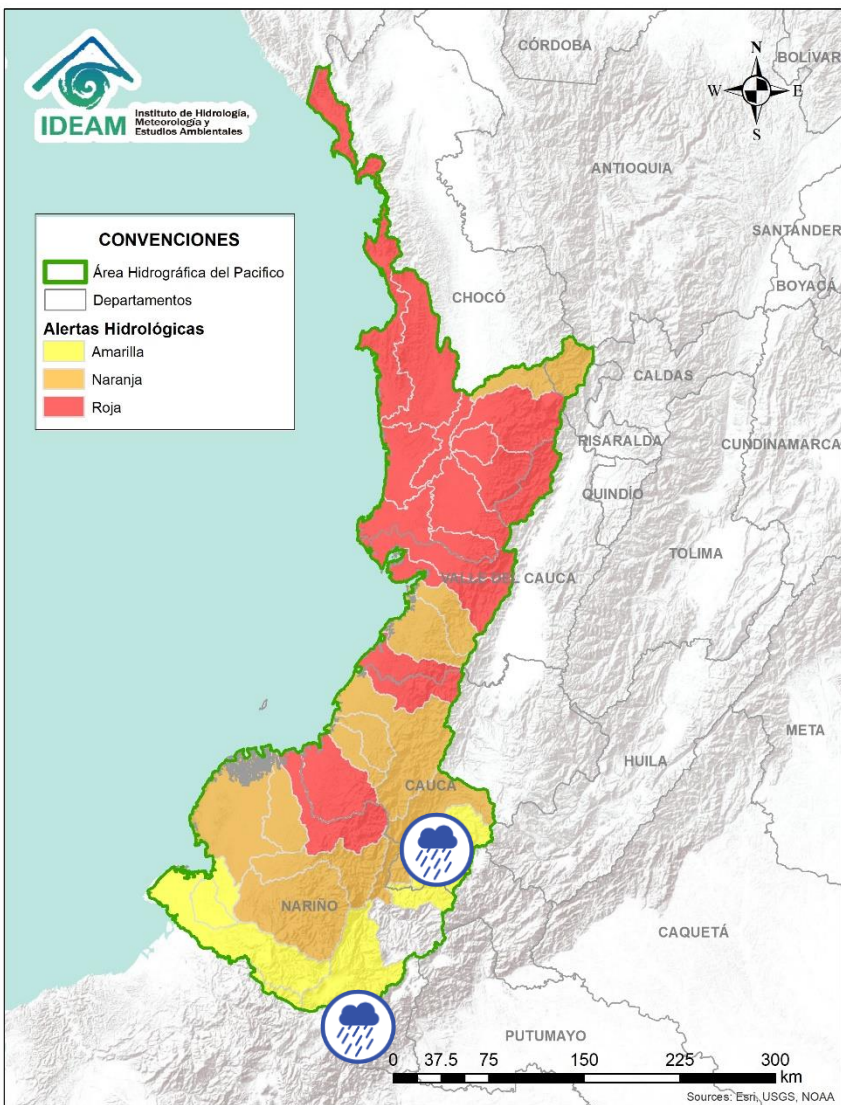 IDEAM
Instituto de Hidrología,
Meteorología y
Estudios Ambientales
N
W
E
S
CÓRDOBA
BOLÍVAR
ANTIOQUIA
SANTÁNDER
BOYACÁ
CHOCÓ
CALDAS
RISARALDA
CUNDINAMARCA
QUINDÍO
TOLIMA
VALLE DEL CAUCA
META
HUILA
CAUCA
NARIÑO
CAQUETÁ
PUTUMAYO
CONVENCIONES
Área Hidrográfica del Pacifico
Departamentos
Alertas Hidrológicas
Amarilla
Naranja
Roja
0 37.5 75 150 225 300
km
Sources: Esri, USGS, NOAA